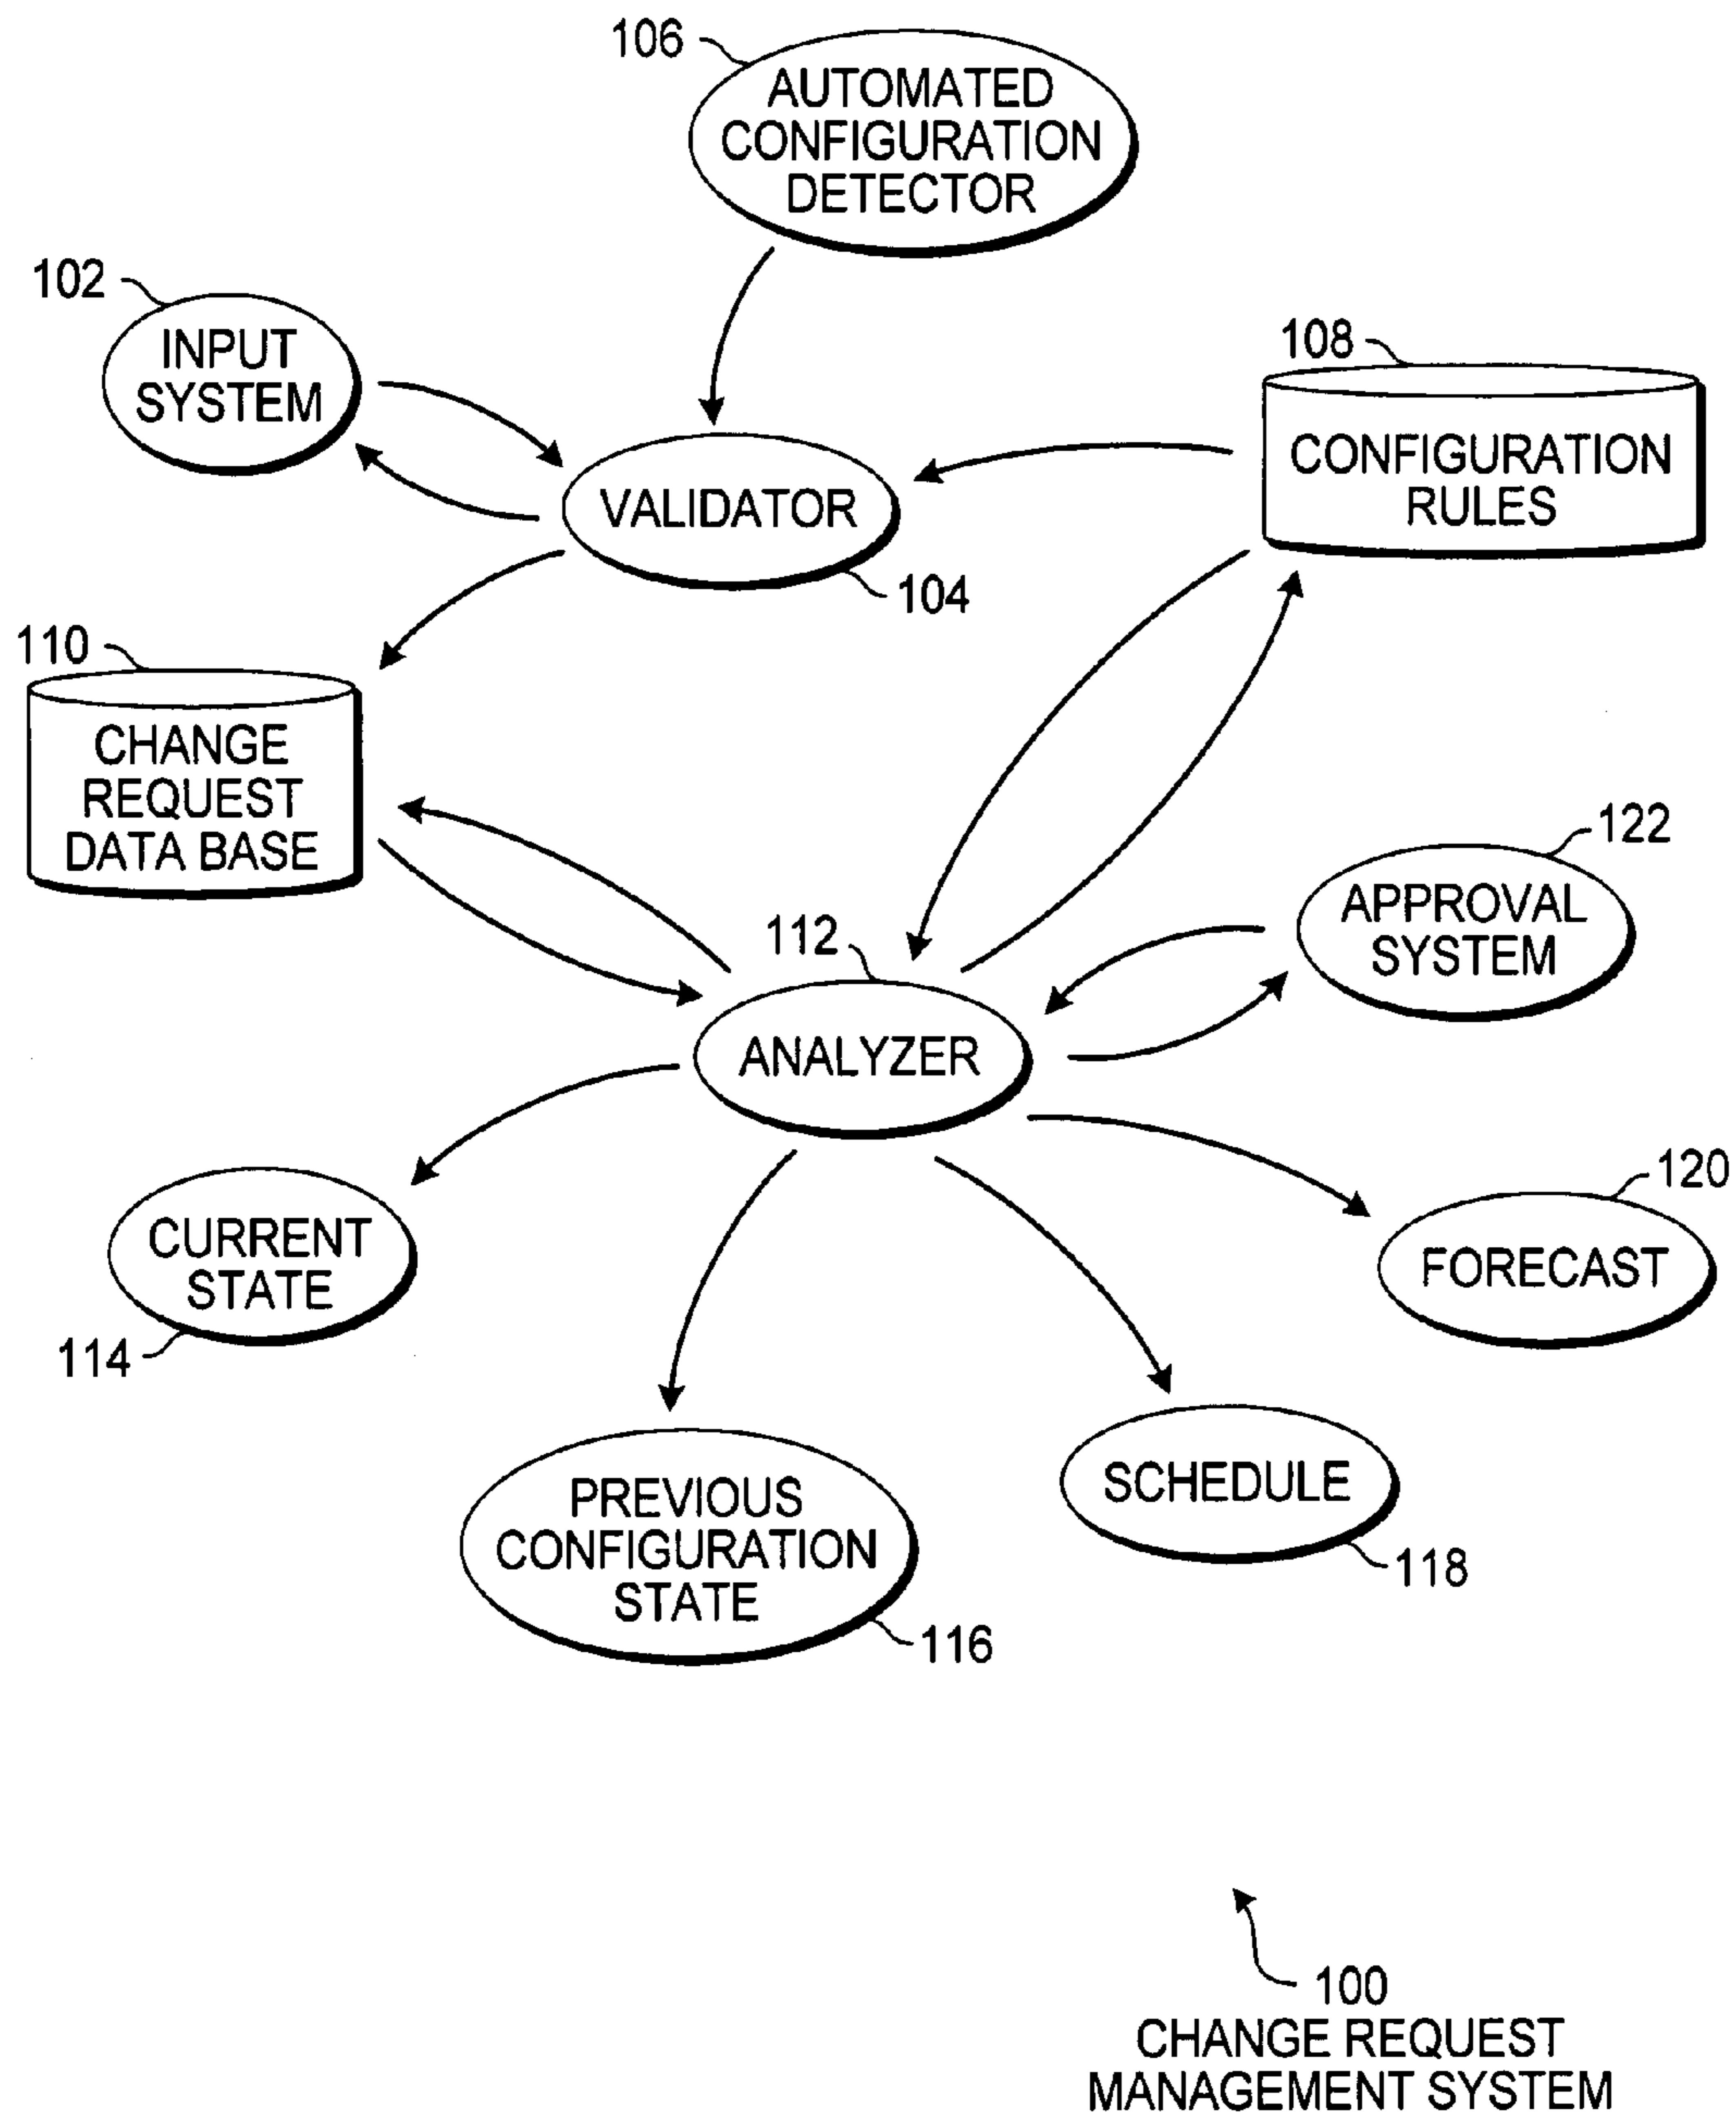 106
AUTOMATED
CONFIGURATION
DETECTOR
102
INPUT
SYSTEM
108
CONFIGURATION
RULES
VALIDATOR
104
110
CHANGE
REQUEST
DATA BASE
122
APPROVAL
SYSTEM
112
ANALYZER
120
FORECAST
CURRENT
STATE
114
PREVIOUS
CONFIGURATION
STATE
116
SCHEDULE
118
100
CHANGE REQUEST
MANAGEMENT SYSTEM